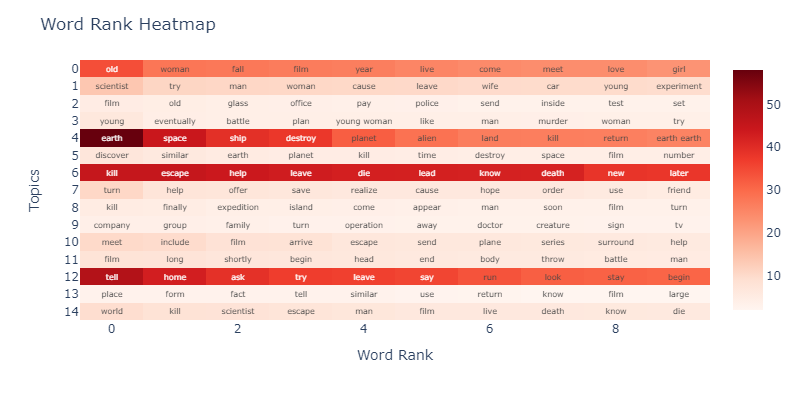 Word Rank Heatmap
0 old woman fall film year live come meet love girl
1 scientist try man woman cause leave wife car young experiment
2 film old glass office pay police send inside test set
3 young eventually battle plan young woman like man murder woman try
4 earth space ship destroy planet alien land kill return earth earth
5 discover similar earth planet kill time destroy space film number
6 kill escape help leave die lead know death new later
7 turn help offer save realize cause hope order use friend
8 kill finally expedition island come appear man soon film turn
9 company group family turn operation away doctor creature sign tv
10 meet include film arrive escape send plane series surround help
11 film long shortly begin head end body throw battle man
12 tell home ask try leave say run look stay begin
13 place form fact tell similar use return know film large
14 world kill scientist escape man film live death know die
0 2 4 6 8
Word Rank
Topics
50
40
30
20
10